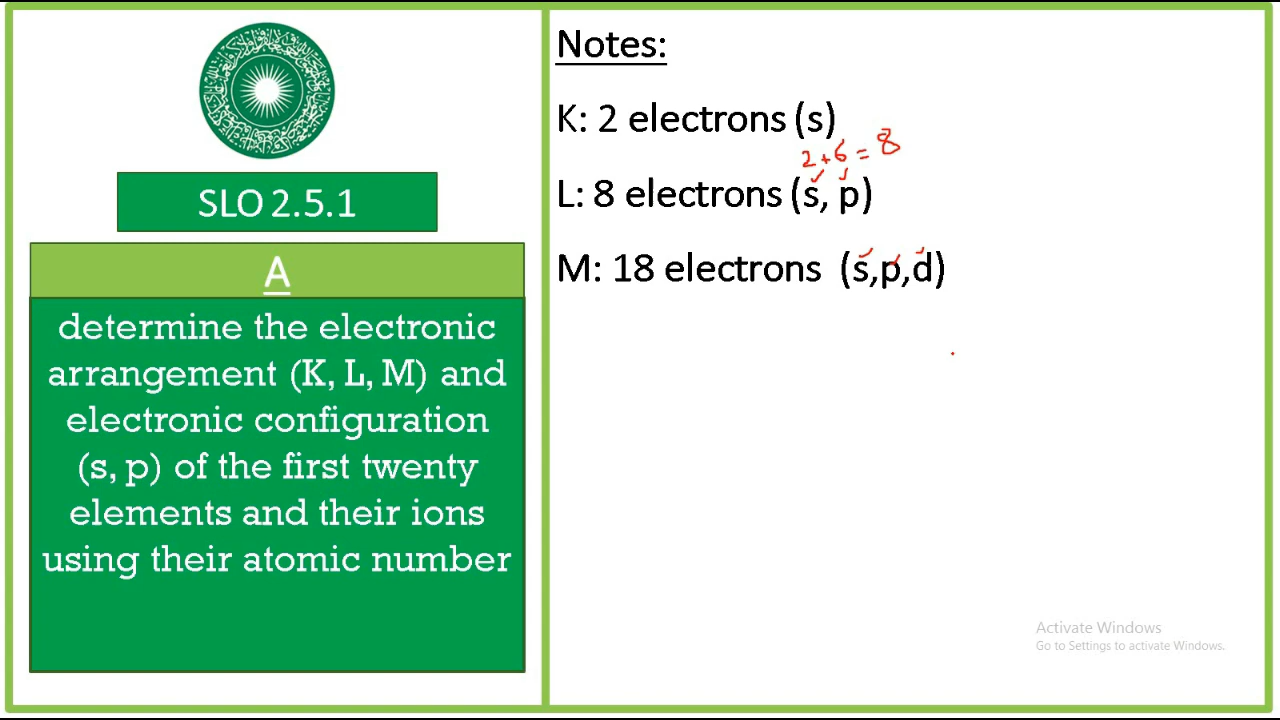 SLO 2.5.1
A
determine the electronic
arrangement (K, L, M) and
electronic configuration
(s, p) of the first twenty
elements and their ions
using their atomic number
Notes:
K: 2 electrons (s)
2+6=8
L: 8 electrons (s, p)
M: 18 electrons (s,p,d)
Activate Windows
Go to Settings to activate Windows.